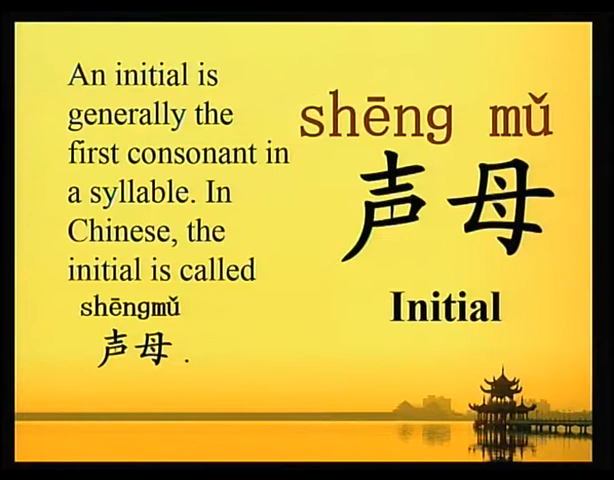 An initial is
generally the
first consonant in
a syllable. In
Chinese, the
initial is called
shēngmǔ
声母 .
shēng mǔ
声母
Initial